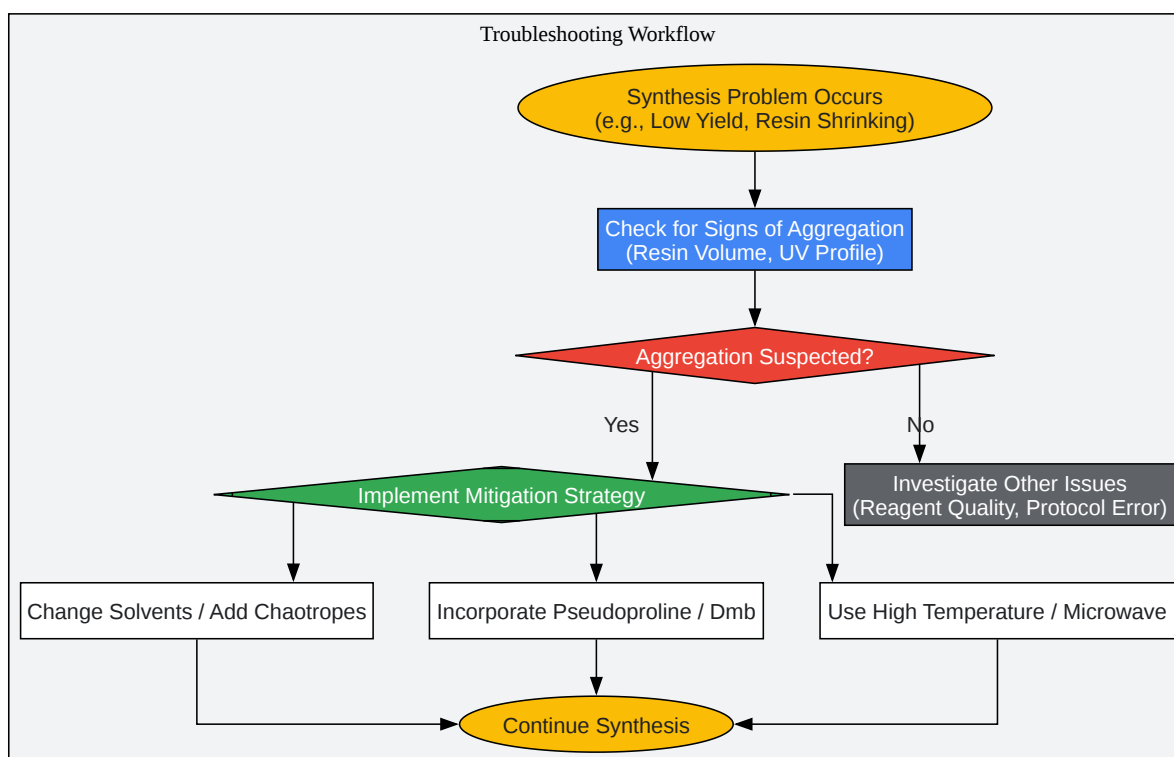 Troubleshooting Workflow
Synthesis Problem Occurs
(e.g., Low Yield, Resin Shrinking)
Check for Signs of Aggregation
(Resin Volume, UV Profile)
Aggregation Suspected?
Yes
No
Implement Mitigation Strategy
Investigate Other Issues
(Reagent Quality, Protocol Error)
Change Solvents / Add Chaotropes
Incorporate Pseudoproline / Dmb
Use High Temperature / Microwave
Continue Synthesis